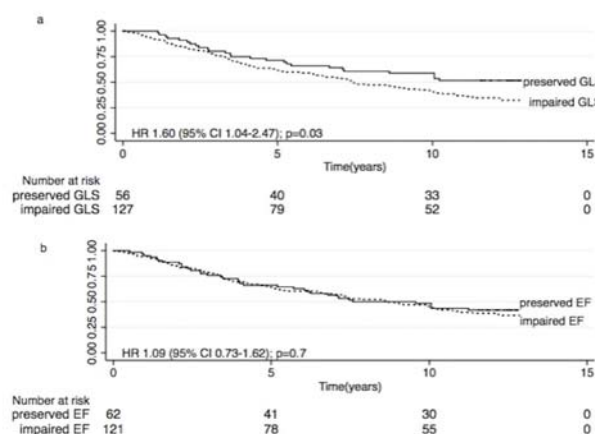 a
0.00 0.25 0.50 0.75 1.00
preserved GLS
impaired GLS
HR 1.60 (95% CI 1.04-2.47); p=0.03
0 5 10 15
Time(years)
Number at risk
preserved GLS 56 40 33 0
impaired GLS 127 79 52 0
b
0.00 0.25 0.50 0.75 1.00
preserved EF
impaired EF
HR 1.09 (95% CI 0.73-1.62); p=0.7
0 5 10 15
Time(years)
Number at risk
preserved EF 62 41 30 0
impaired EF 121 78 55 0